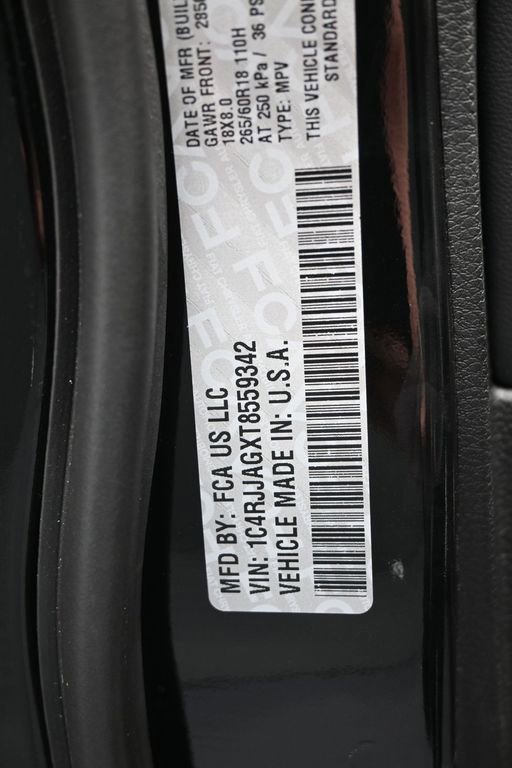 MFD BY: FCA US LLC
VIN: 1C4RJJAGXT8559342
VEHICLE MADE IN: U.S.A.
DATE OF MFR (BUILT
GAWR FRONT:
18X8.0
265/60R18 110H
AT 250 kPa / 36 PS
TYPE: MPV
THIS VEHICLE CON
STANDARD